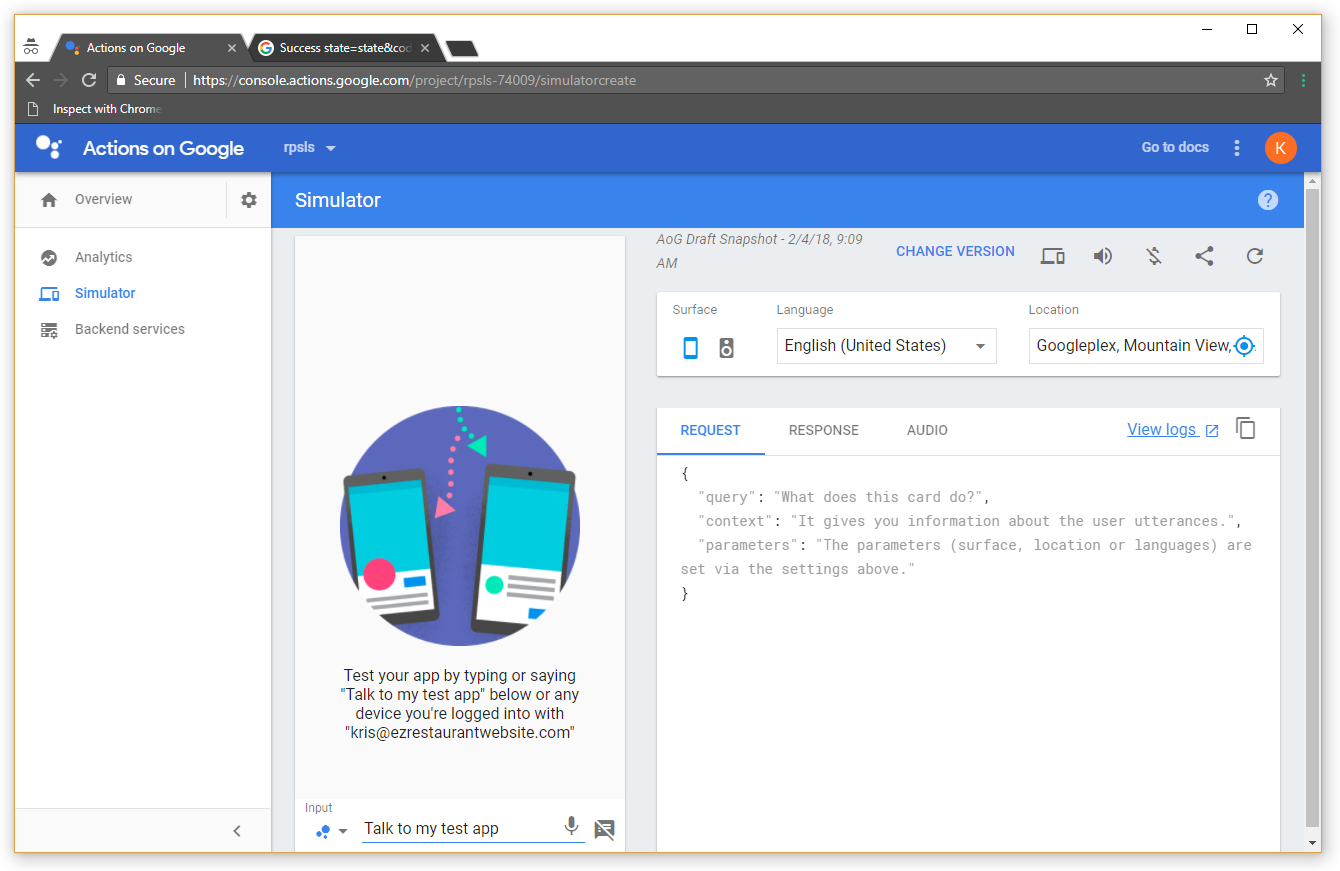 Actions on Google
Success state=state&cod
Secure
https://console.actions.google.com/project/rpsls-74009/simulatorcreate
Inspect with Chrome
Actions on Google
rpsls
Go to docs
K
Overview
Simulator
?
Analytics
Simulator
Backend services
AoG Draft Snapshot - 2/4/18, 9:09
AM
CHANGE VERSION
Surface
Language
Location
English (United States)
Googleplex, Mountain View,
REQUEST
RESPONSE
AUDIO
View logs
{
"query": "What does this card do?",
"context": "It gives you information about the user utterances.",
"parameters": "The parameters (surface, location or languages) are
set via the settings above."
}
Test your app by typing or saying
"Talk to my test app" below or any
device you're logged into with
"kris@ezrestaurantwebsite.com"
Input
Talk to my test app